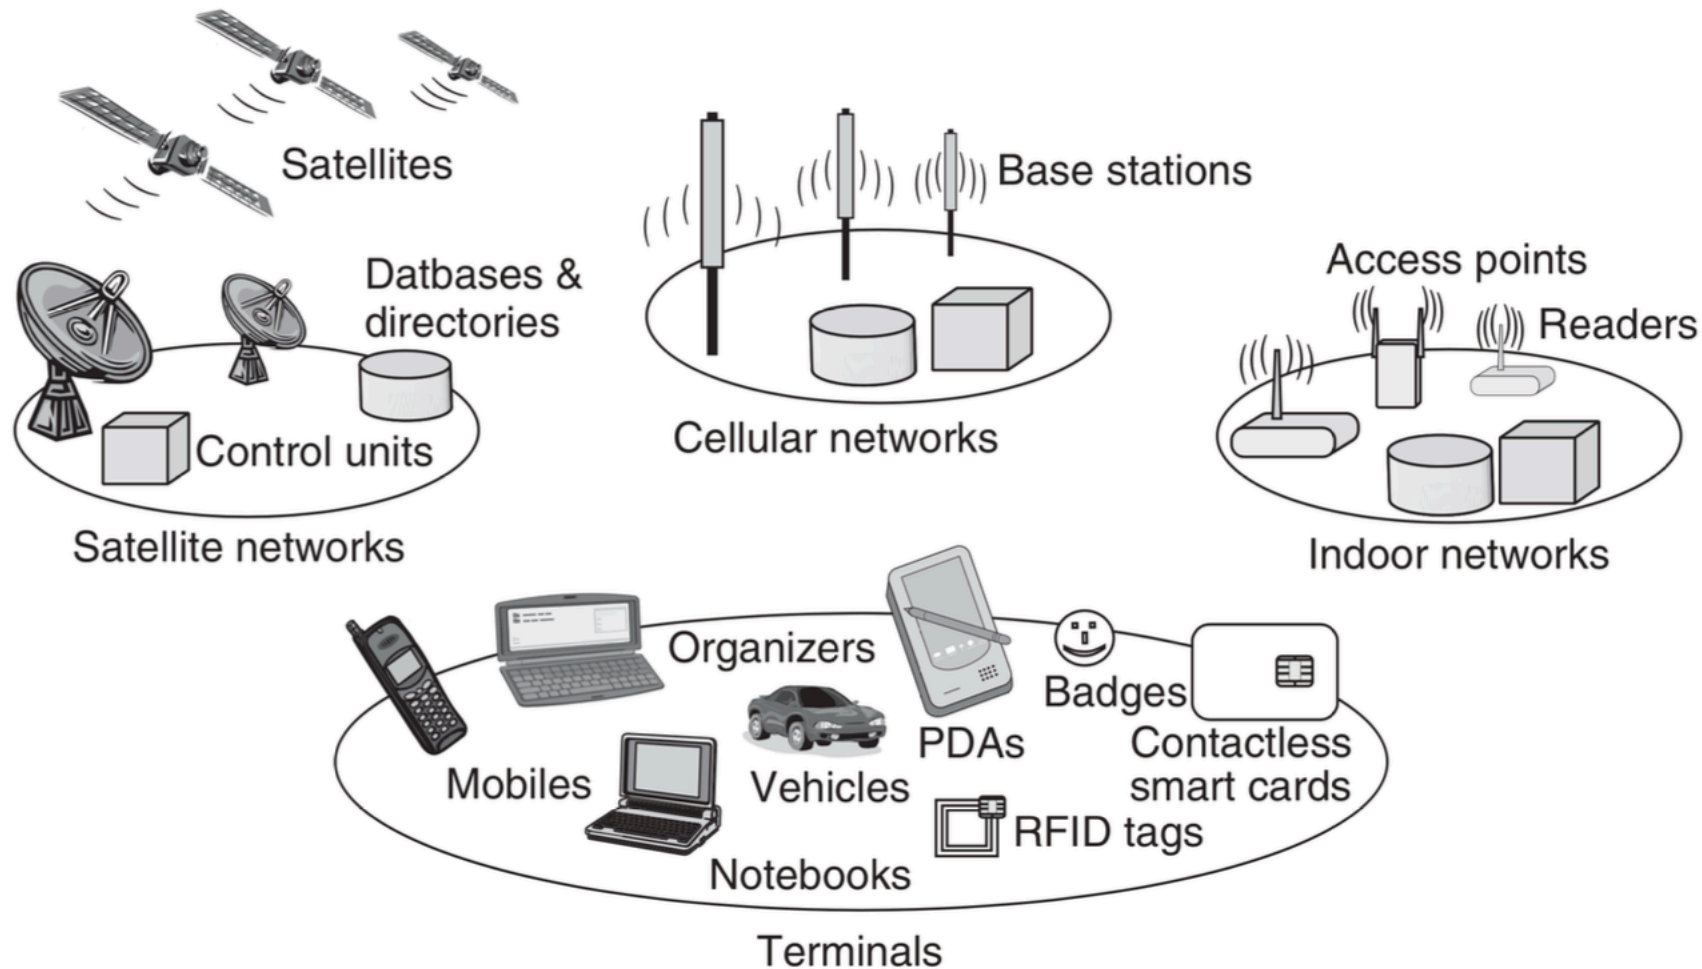 Satellites
Base stations
Datbases &
directories
Access points
Readers
Control units
Cellular networks
Satellite networks
Indoor networks
Organizers
Badges
PDAs
Contactless
smart cards
Mobiles
Vehicles
RFID tags
Notebooks
Terminals